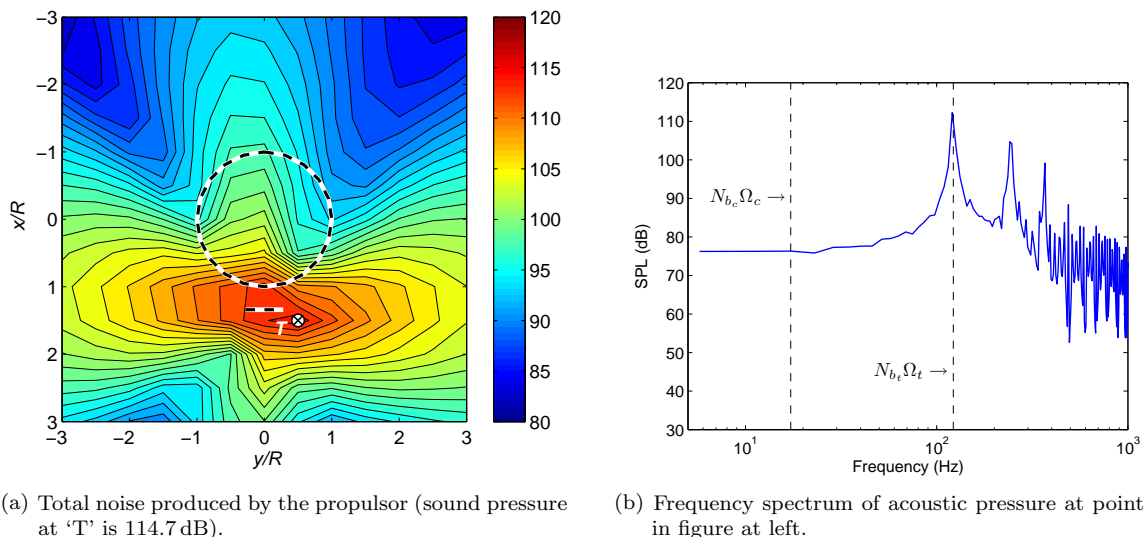 −3
−2
−1
0
1
2
3
x/R
−3 −2 −1 0 1 2 3
y/R
T
120
115
110
105
100
95
90
85
80
120
110
100
90
80
70
60
50
40
30
SPL (dB)
N_{b_c}Ω_c →
N_{b_t}Ω_t →
10^1 10^2 10^3
Frequency (Hz)
(a) Total noise produced by the propulsor (sound pressure
at ‘T’ is 114.7 dB).
(b) Frequency spectrum of acoustic pressure at point
in figure at left.